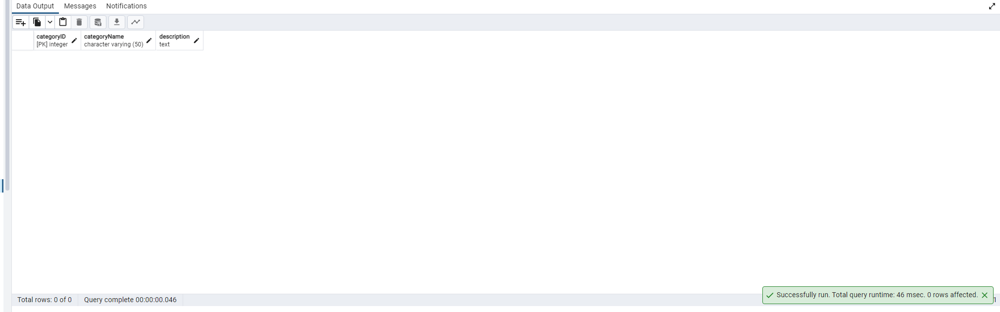 Data Output Messages Notifications
categoryID categoryName description
[PK] integer character varying (50) text
Successfully run. Total query runtime: 46 msec. 0 rows affected.
Total rows: 0 of 0 Query complete 00:00:00.046
1